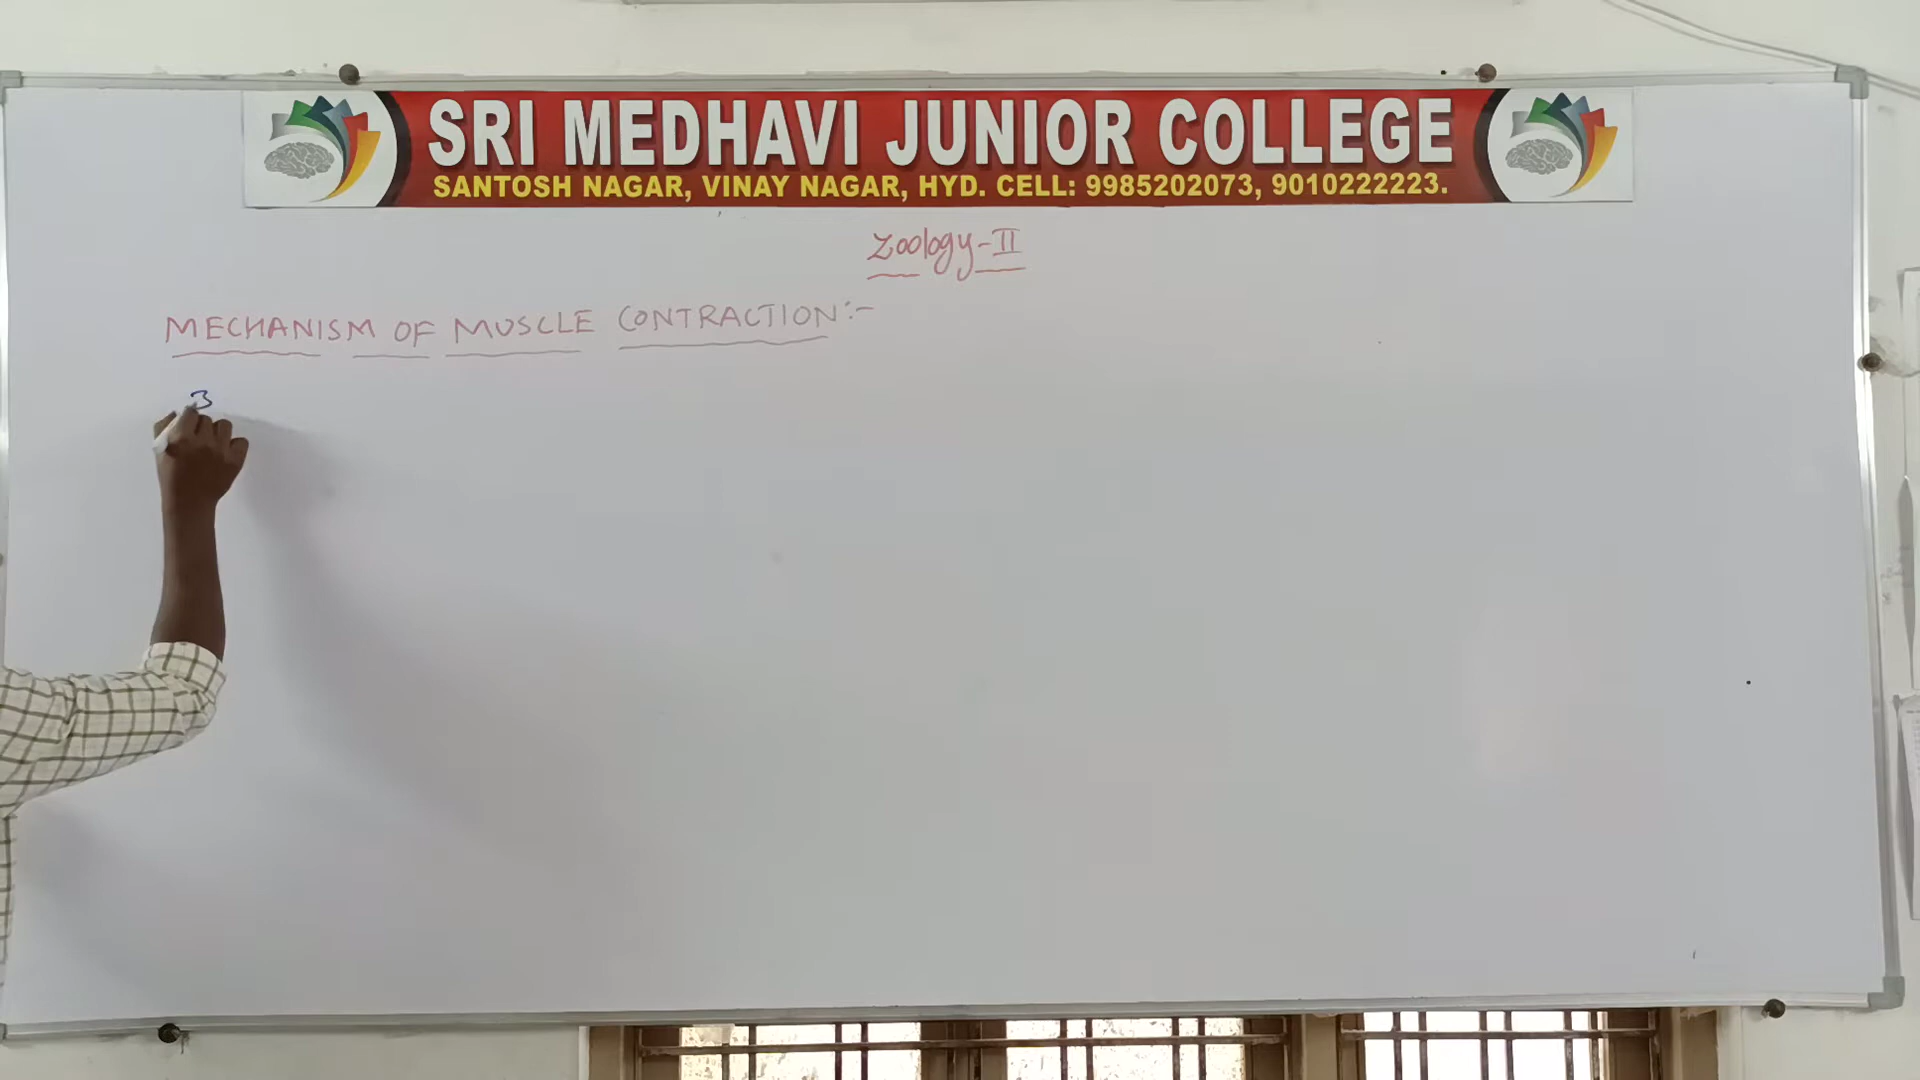 SRI MEDHAVI JUNIOR COLLEGE
SANTOSH NAGAR, VINAY NAGAR, HYD. CELL: 9985202073, 9010222223.
Zoology-II
MECHANISM OF MUSCLE CONTRACTION:-